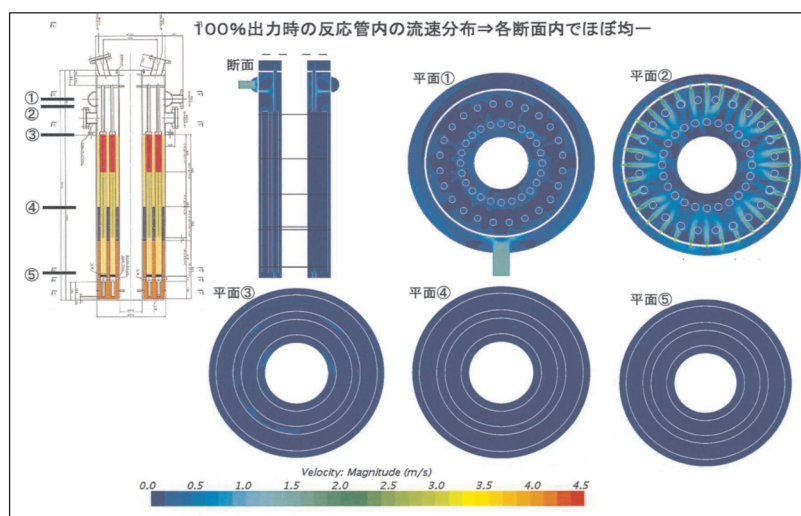 100%出力時の反応管内の流速分布⇒各断面内でほぼ均一
断面
平面①
平面②
①
②
③
④
⑤
平面③
平面④
平面⑤
Velocity: Magnitude (m/s)
0.0 0.5 1.0 1.5 2.0 2.5 3.0 3.5 4.0 4.5